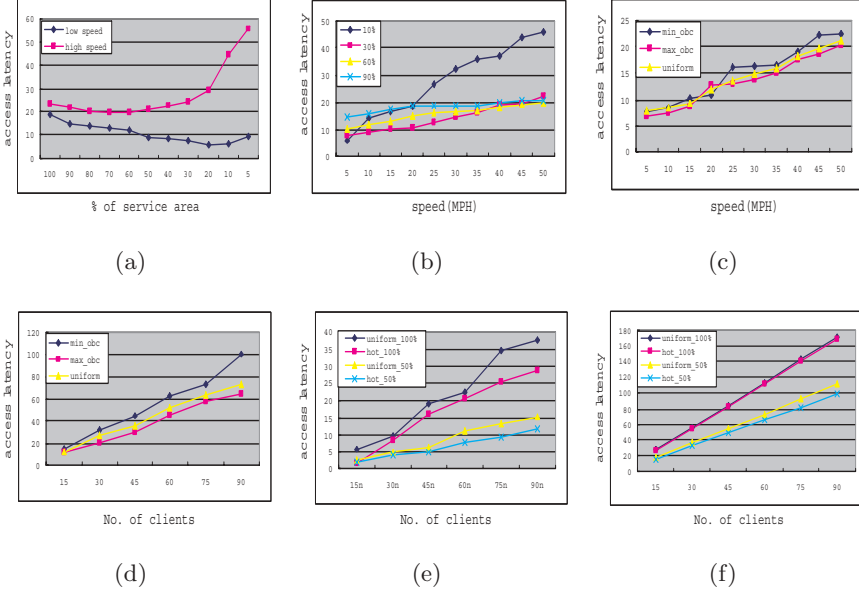 access latency
60
50
40
30
20
10
0
low speed
high speed
100 90 80 70 60 50 40 30 20 10 5
% of service area
(a)
access latency
50
40
30
20
10
0
10%
30%
60%
90%
5 10 15 20 25 30 35 40 45 50
speed(MPH)
(b)
access latency
25
20
15
10
5
0
min_obc
max_obc
uniform
5 10 15 20 25 30 35 40 45 50
speed(MPH)
(c)
access latency
120
100
80
60
40
20
0
min_obc
max_obc
uniform
15 30 45 60 75 90
No. of clients
(d)
access latency
40
35
30
25
20
15
10
5
0
uniform_100%
hot_100%
uniform_50%
hot_50%
15n 30n 45n 60n 75n 90n
No. of clients
(e)
access latency
180
160
140
120
100
80
60
40
20
0
uniform_100%
hot_100%
uniform_50%
hot_50%
15 30 45 60 75 90
No. of clients
(f)